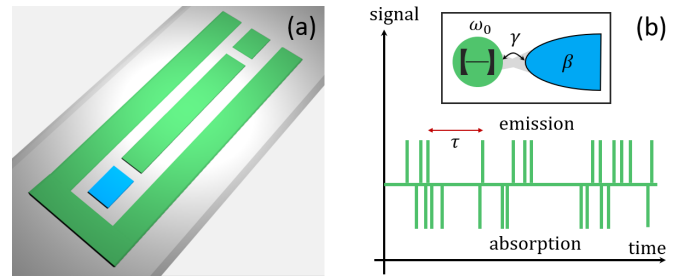 (a)
(b)
signal
ω₀
γ
β
emission
τ
absorption
time